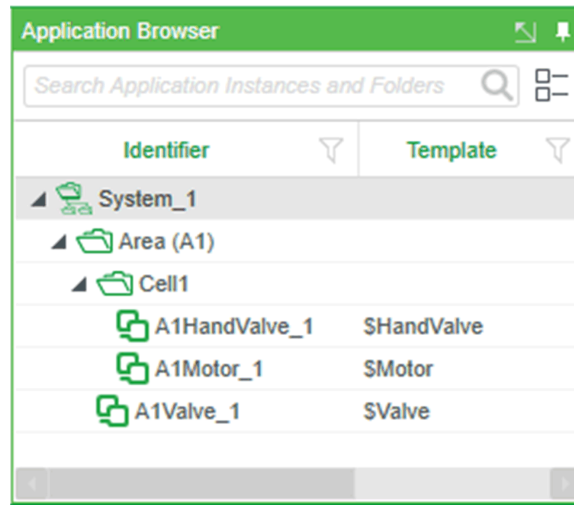 Application Browser
Search Application Instances and Folders
Identifier Template
System_1
Area (A1)
Cell1
A1HandValve_1 $HandValve
A1Motor_1 $Motor
A1Valve_1 $Valve